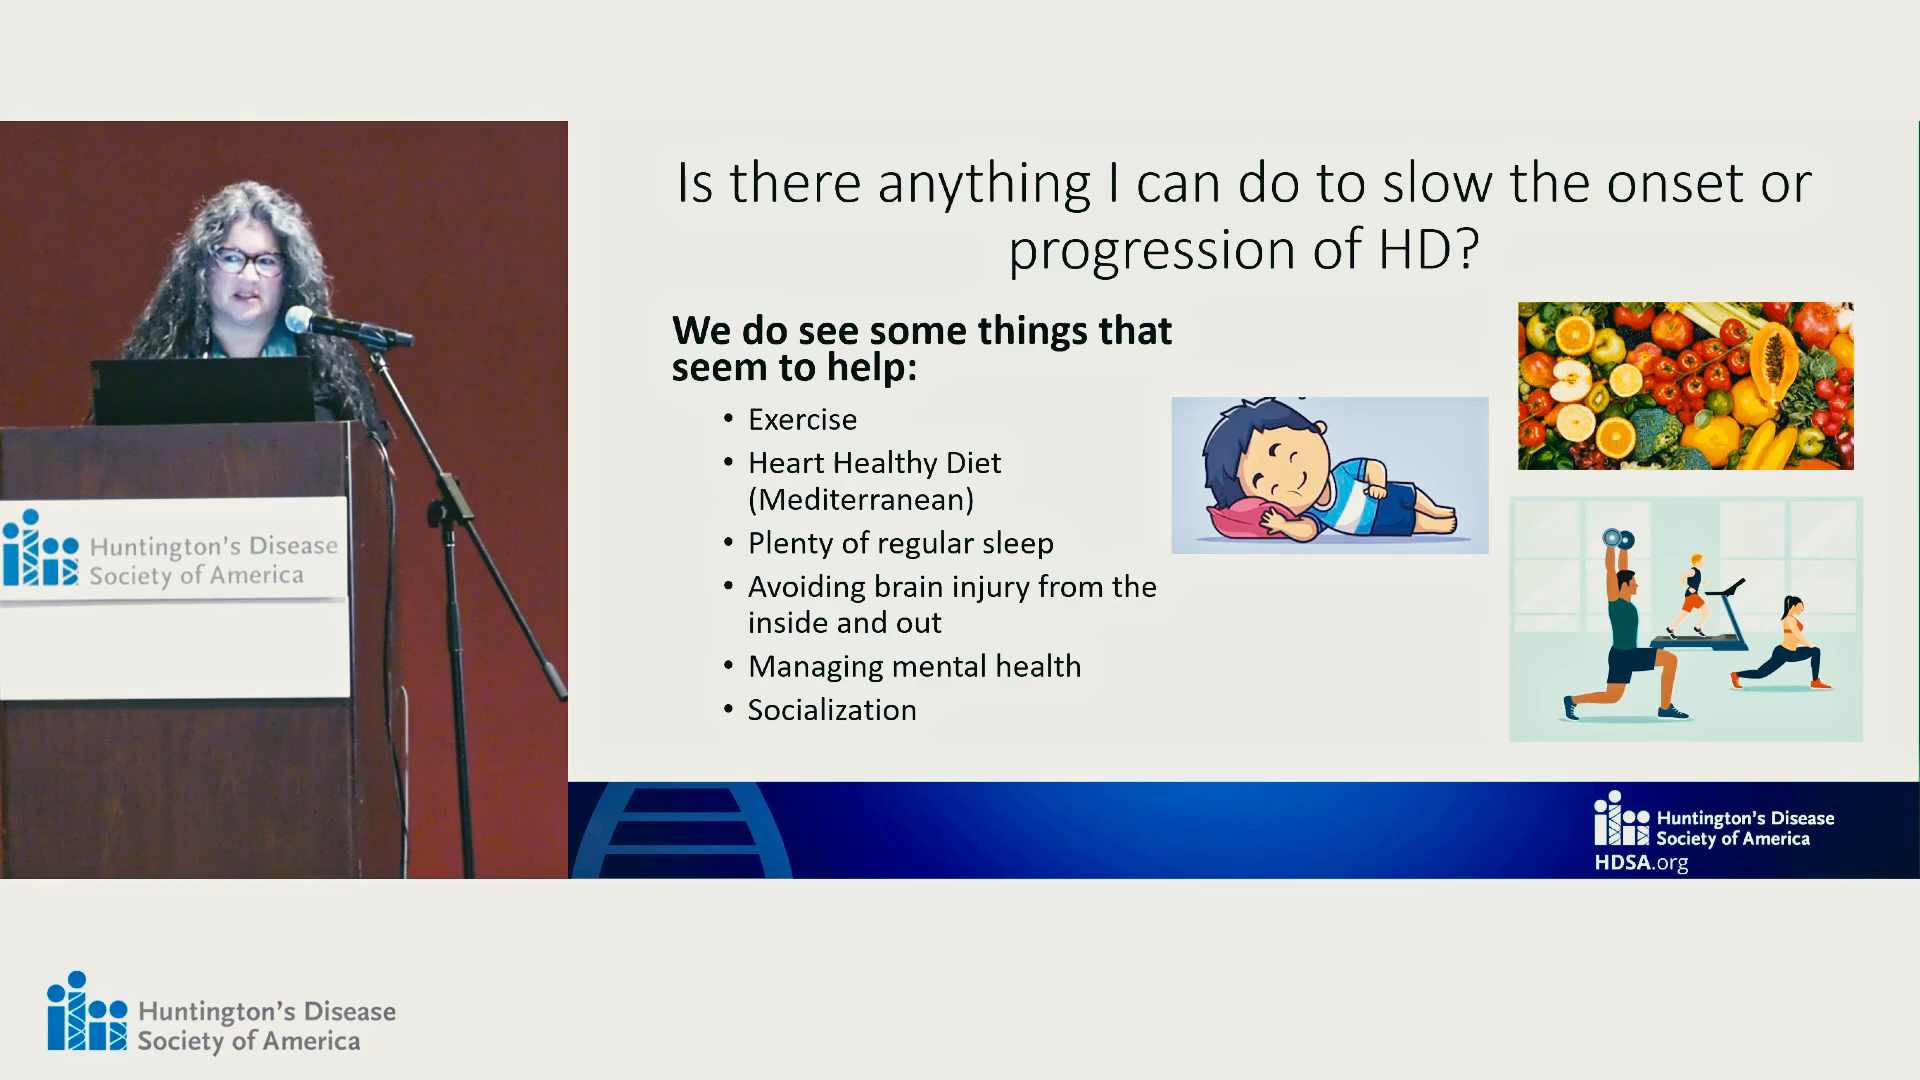 Is there anything I can do to slow the onset or
progression of HD?
We do see some things that
seem to help:
• Exercise
• Heart Healthy Diet
(Mediterranean)
• Plenty of regular sleep
• Avoiding brain injury from the
inside and out
• Managing mental health
• Socialization
Huntington's Disease
Society of America
Huntington's Disease
Society of America
HDSA.org
Huntington's Disease
Society of America